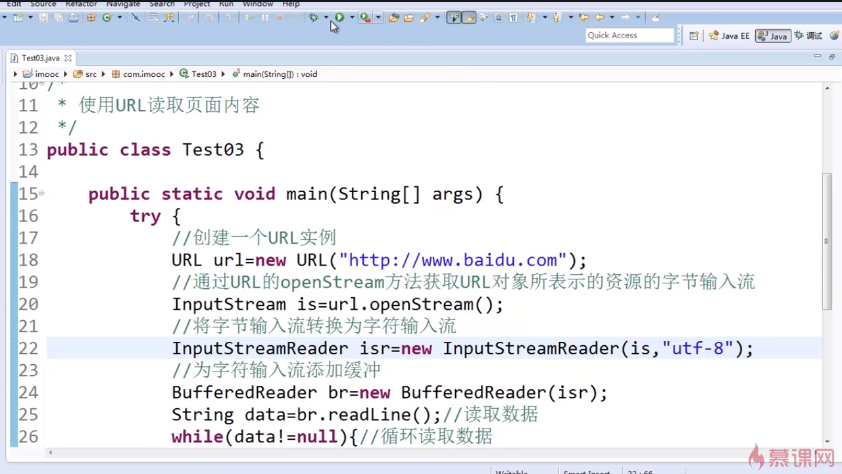 Edit Source Refactor Navigate Search Project Run Window Help
Quick Access
Java EE
Java
调试
Test03.java
imooc src com.imooc Test03 main(String[]) : void
10 /*
11 * 使用URL读取页面内容
12 */
13 public class Test03 {
14
15 public static void main(String[] args) {
16 try {
17 //创建一个URL实例
18 URL url=new URL("http://www.baidu.com");
19 //通过URL的openStream方法获取URL对象所表示的资源的字节输入流
20 InputStream is=url.openStream();
21 //将字节输入流转换为字符输入流
22 InputStreamReader isr=new InputStreamReader(is,"utf-8");
23 //为字符输入流添加缓冲
24 BufferedReader br=new BufferedReader(isr);
25 String data=br.readLine();//读取数据
26 while(data!=null){//循环读取数据
慕课网
Writable Smart Insert 22 : 66